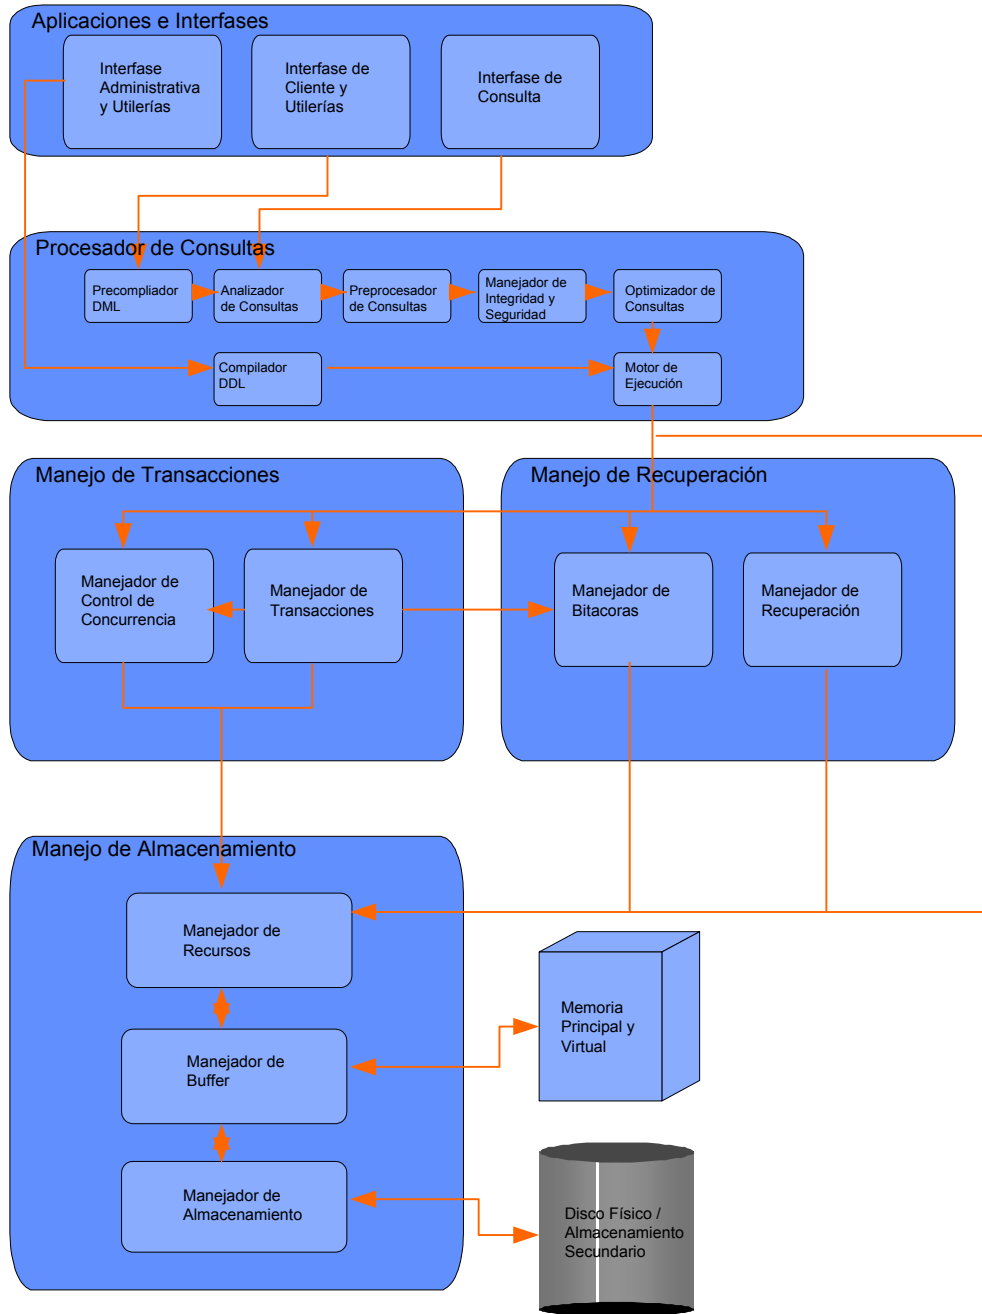 Aplicaciones e Interfases
Interfase
Administrativa
y Utilerías
Interfase de
Cliente y
Utilerías
Interfase de
Consulta
Procesador de Consultas
Precompliador
DML
Analizador
de Consultas
Preprocesador
de Consultas
Manejador de
Integridad y
Seguridad
Optimizador de
Consultas
Compilador
DDL
Motor de
Ejecución
Manejo de Transacciones
Manejador de
Control de
Concurrencia
Manejador de
Transacciones
Manejo de Recuperación
Manejador de
Bitacoras
Manejador de
Recuperación
Manejo de Almacenamiento
Manejador de
Recursos
Manejador de
Buffer
Manejador de
Almacenamiento
Memoria
Principal y
Virtual
Disco Físico /
Almacenamiento
Secundario